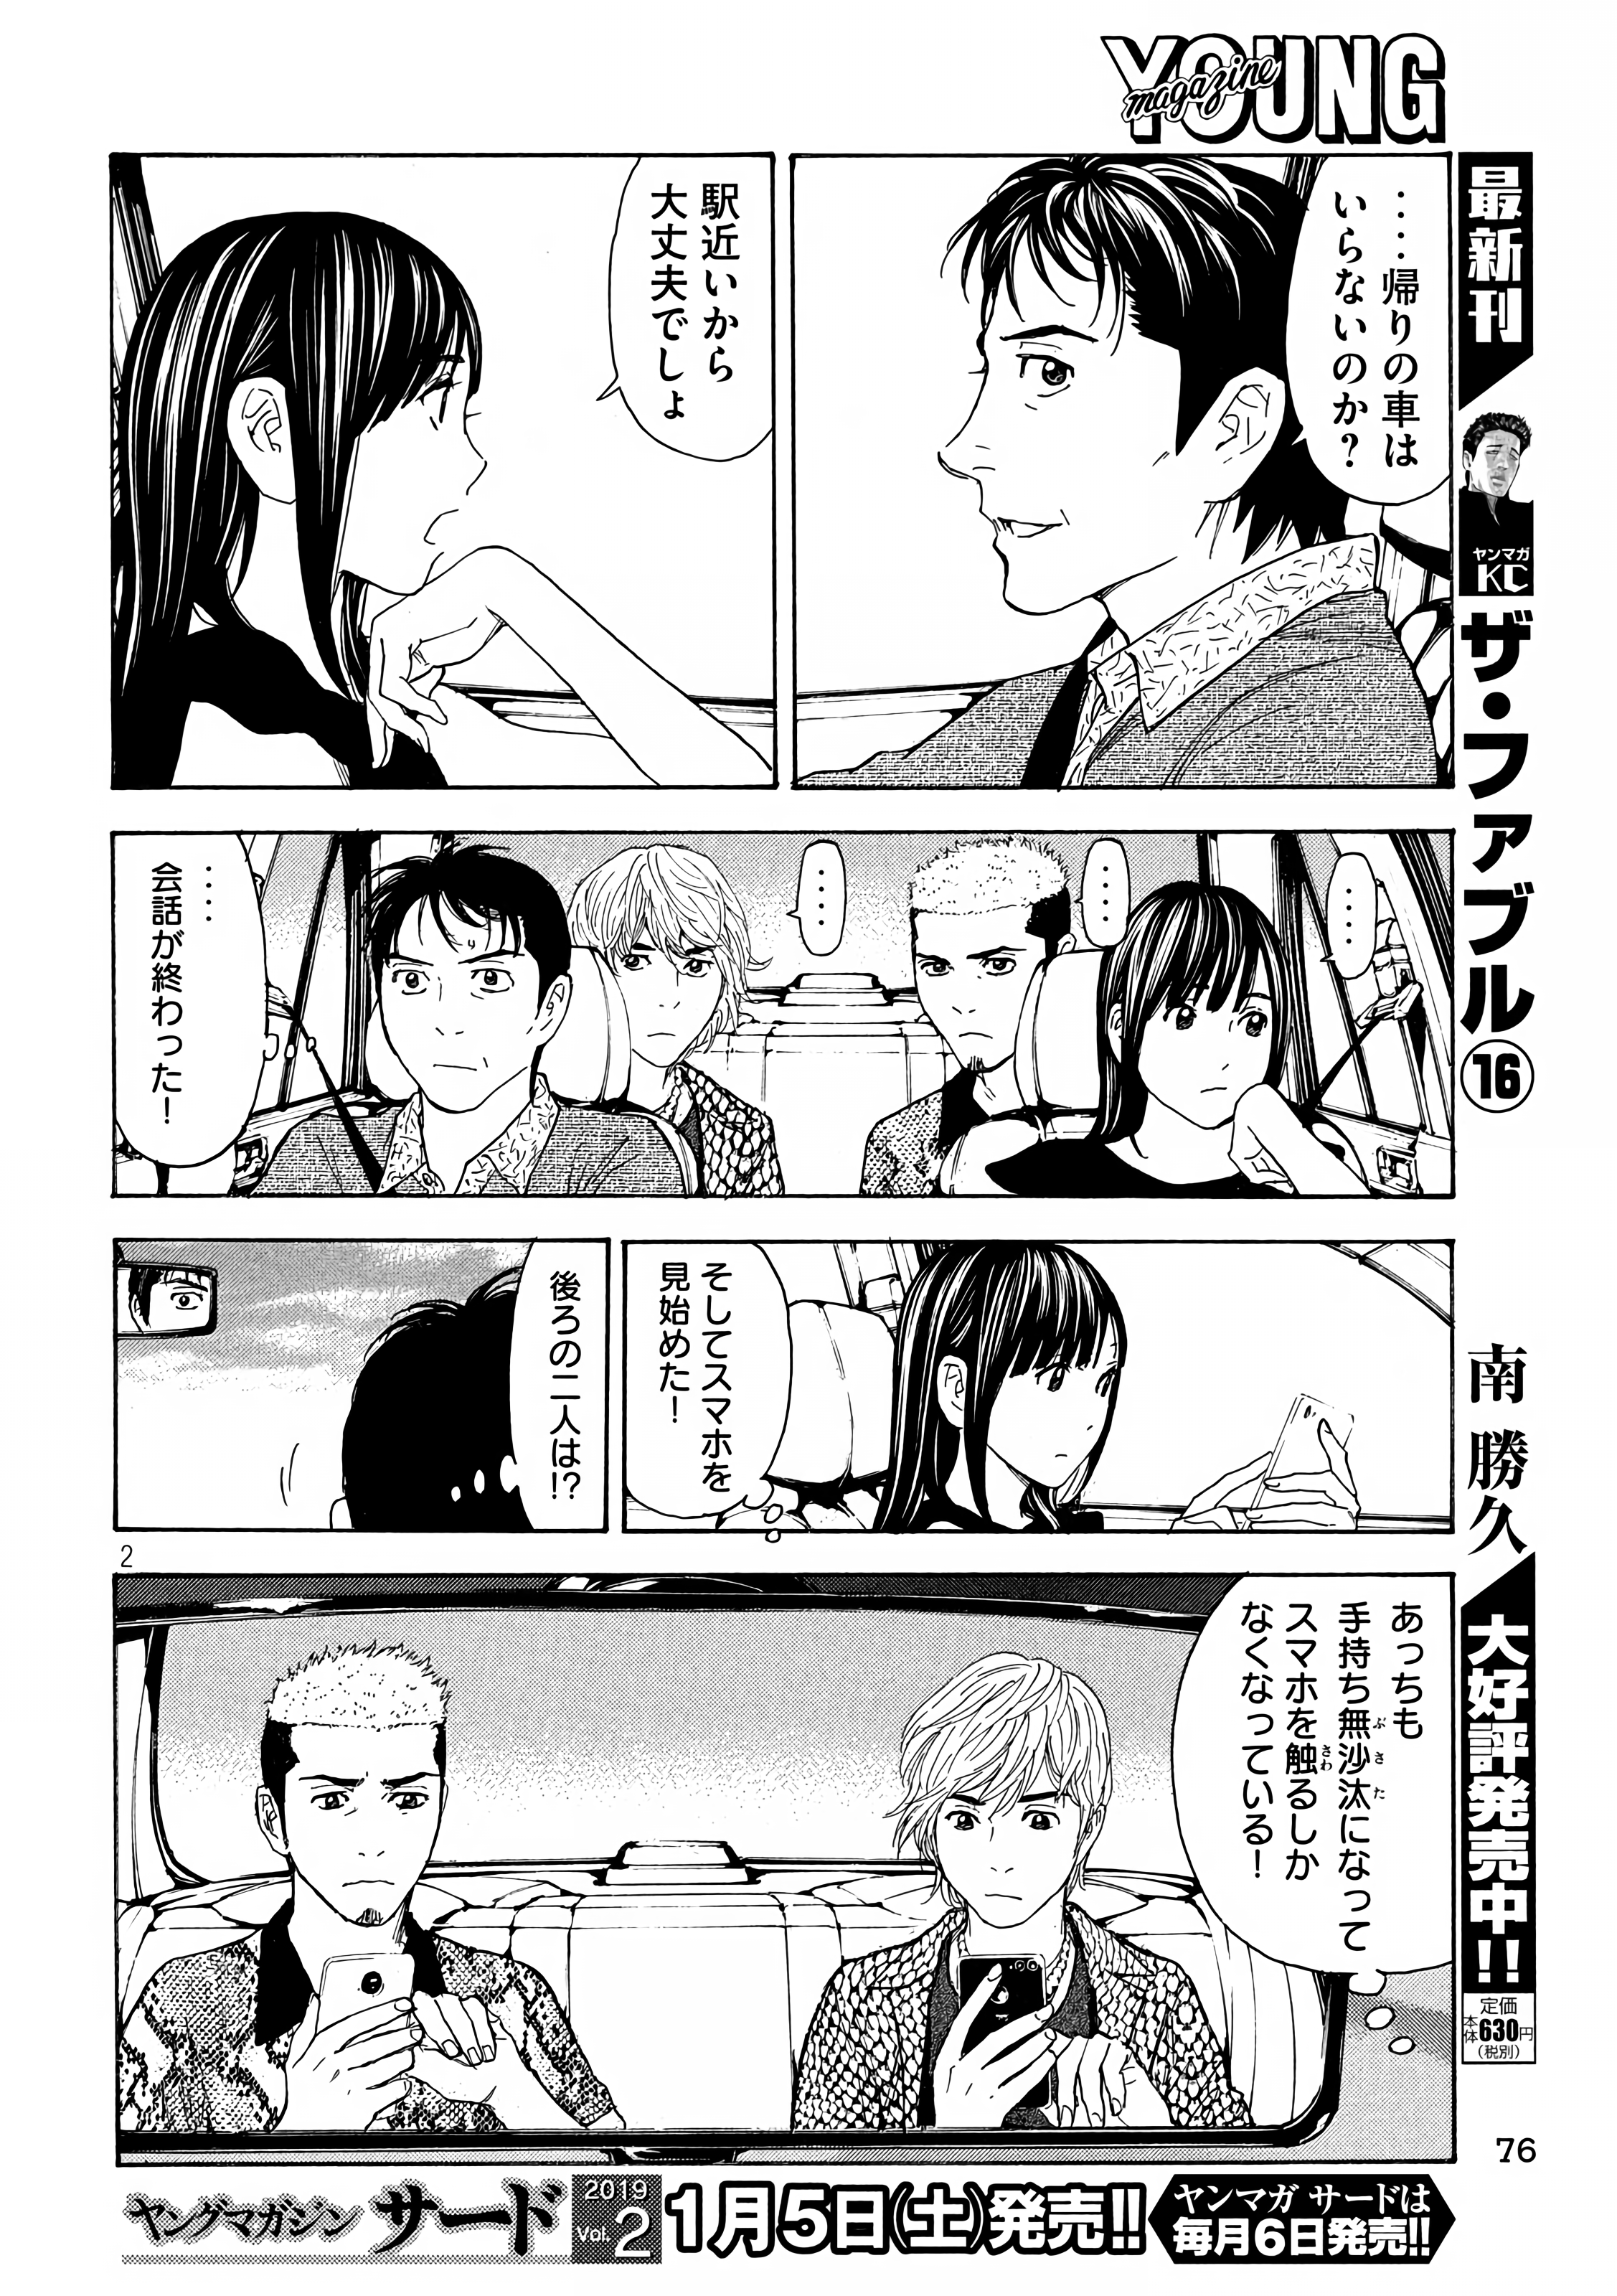 YOUNG
magazine
‥‥帰りの車は
いらないのか?
駅近いから
大丈夫でしょ
‥‥
‥‥
‥‥
‥‥
会話が終わった!
そしてスマホを
見始めた!
後ろの二人は!?
2
あっちも
手持ち無沙汰になって
ぶさた
スマホを触るしか
さわ
なくなっている!
最新刊
ヤンマガ
KC
ザ・ファブル⑯
南勝久
大好評発売中!!
定価
本体630円
(税別)
76
ヤングマガジン サード
2019
Vol.2
1月5日(土)発売!!
ヤンマガ サードは
毎月6日発売!!